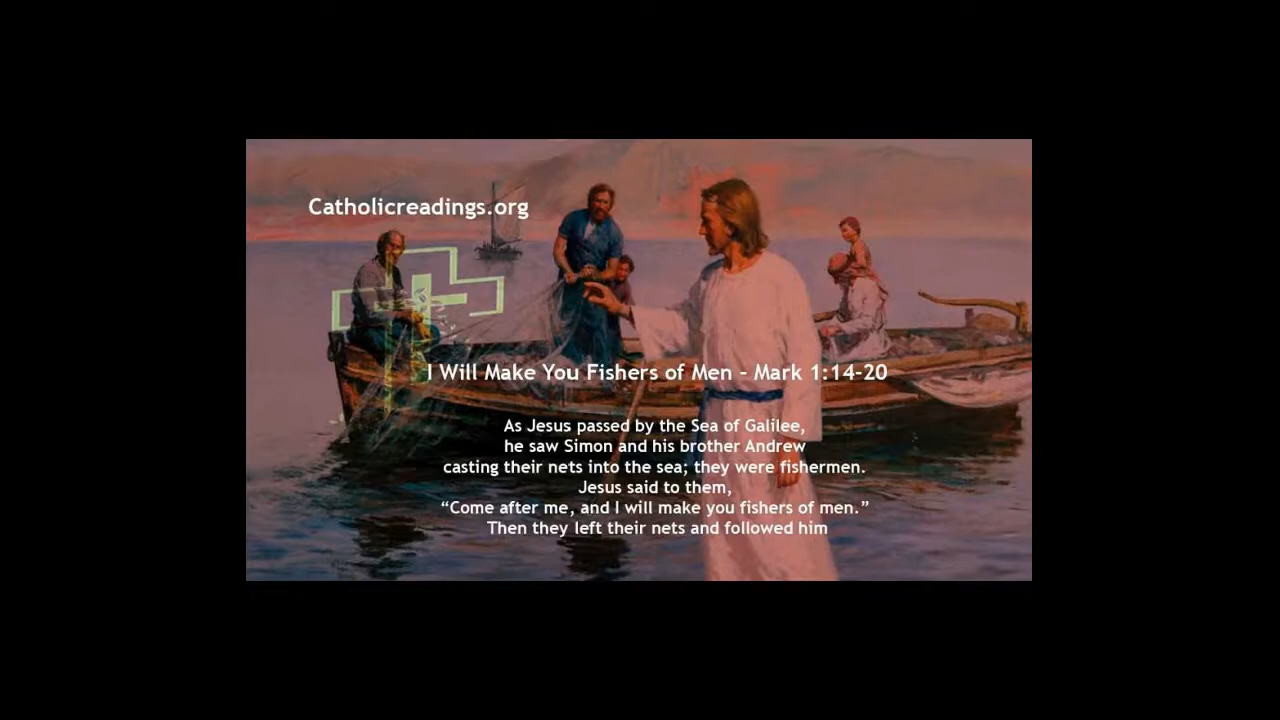 Catholicreadings.org
I Will Make You Fishers of Men - Mark 1:14-20
As Jesus passed by the Sea of Galilee,
he saw Simon and his brother Andrew
casting their nets into the sea; they were fishermen.
Jesus said to them,
“Come after me, and I will make you fishers of men.”
Then they left their nets and followed him